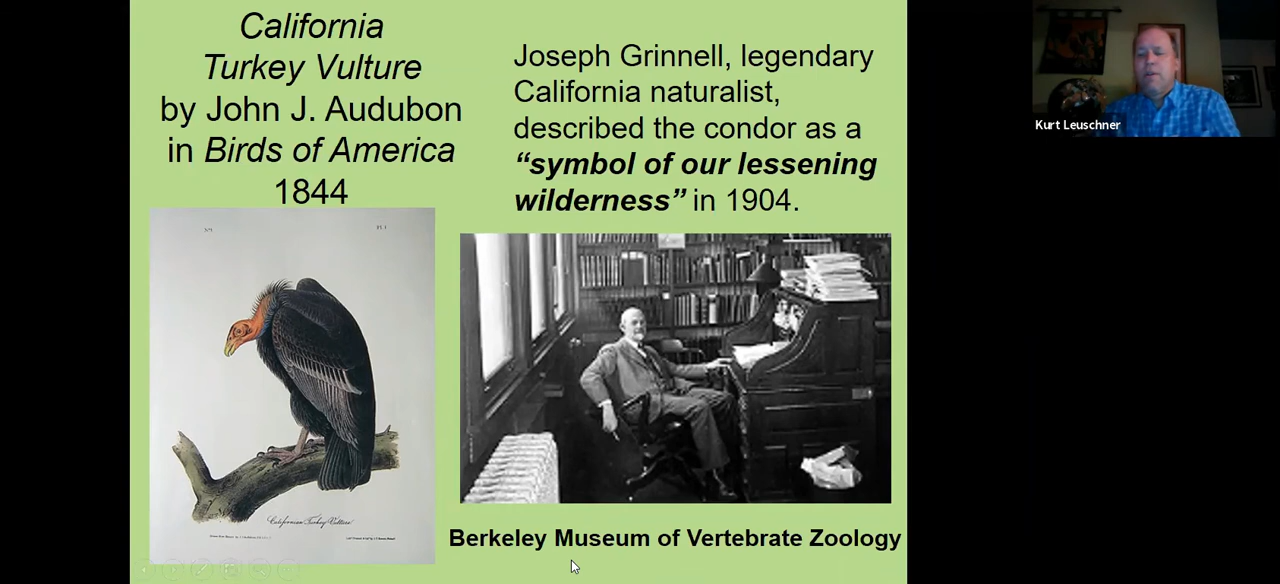 California
Turkey Vulture
by John J. Audubon
in Birds of America
1844
Joseph Grinnell, legendary
California naturalist,
described the condor as a
“symbol of our lessening
wilderness” in 1904.
Kurt Leuschner
Californian Turkey Vulture
Berkeley Museum of Vertebrate Zoology